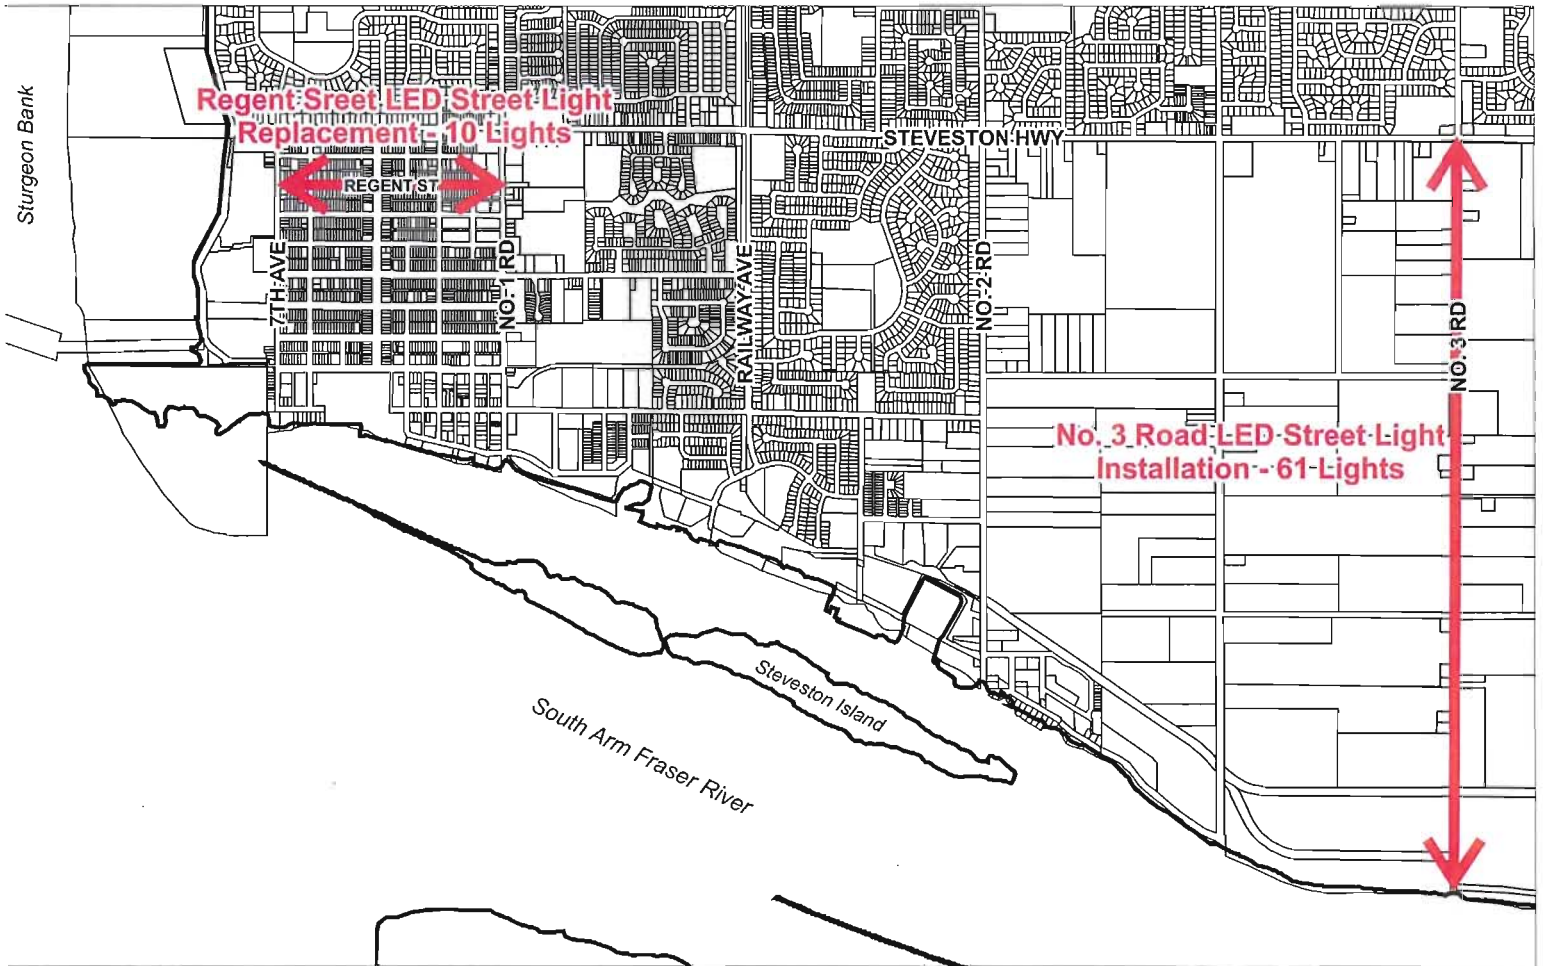 Sturgeon Bank
Regent Sreet LED Street Light
Replacement - 10 Lights
STEVESTON HWY
REGENT ST
7TH AVE
NO. 1 RD
RAILWAY AVE
NO. 2 RD
NO. 3 RD
No. 3 Road LED Street Light
Installation - 61 Lights
Steveston Island
South Arm Fraser River